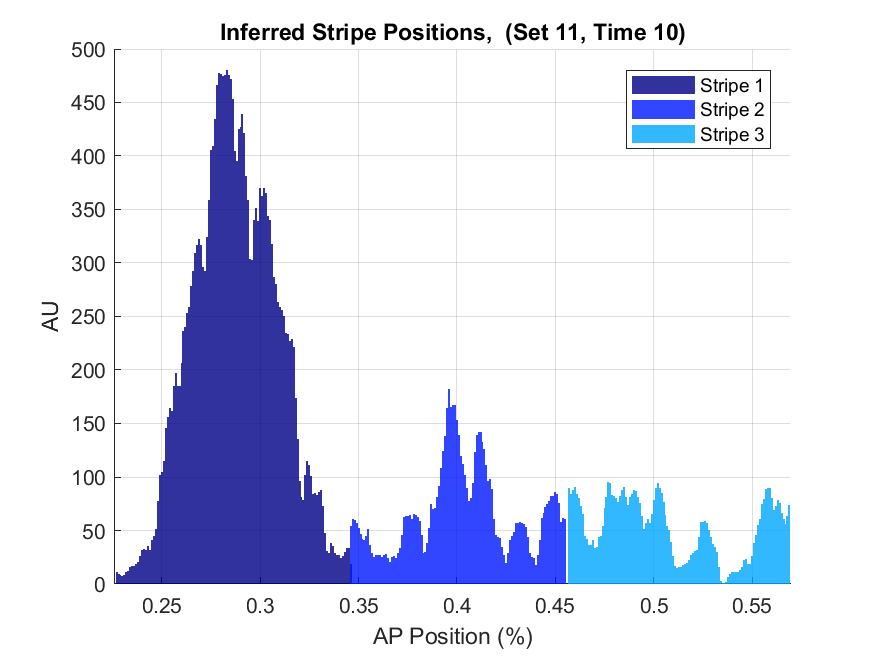 Inferred Stripe Positions,  (Set 11, Time 10)
500
450
400
350
300
250
200
150
100
50
0
AU
Stripe 1
Stripe 2
Stripe 3
0.25 0.3 0.35 0.4 0.45 0.5 0.55
AP Position (%)